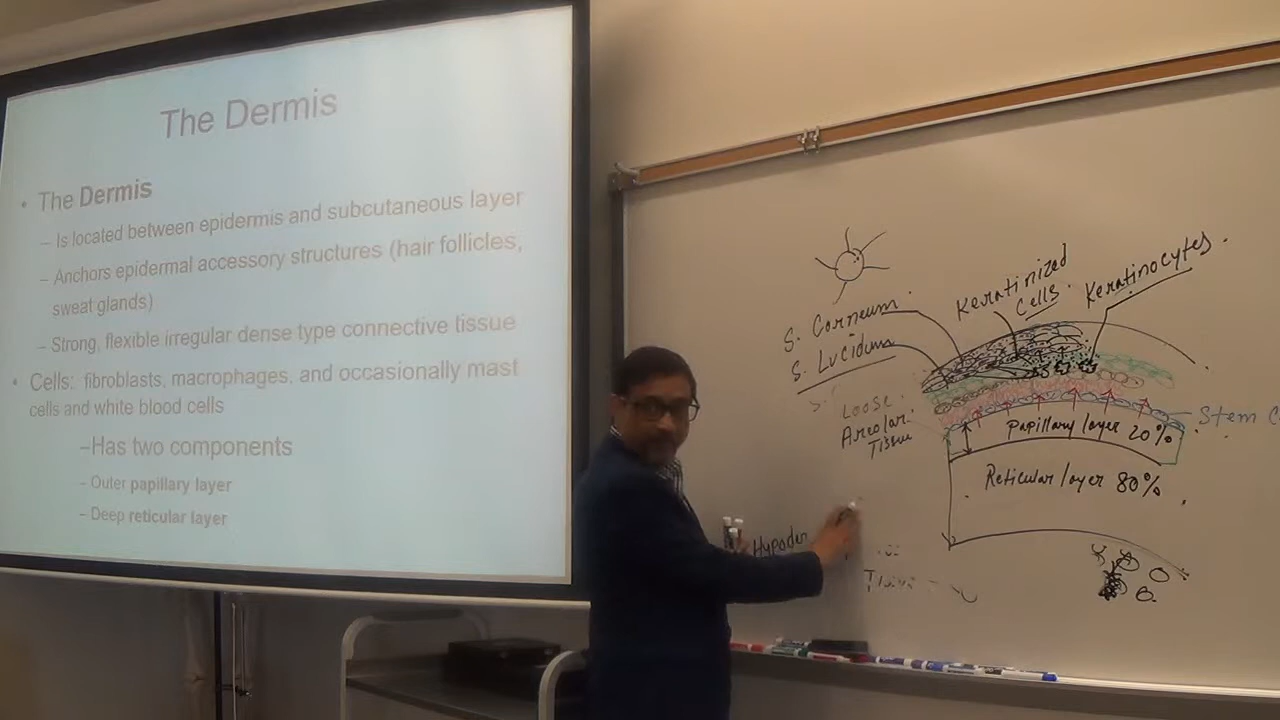 The Dermis
• The Dermis
– Is located between epidermis and subcutaneous layer
– Anchors epidermal accessory structures (hair follicles,
sweat glands)
– Strong, flexible irregular dense type connective tissue
• Cells: fibroblasts, macrophages, and occasionally mast
cells and white blood cells
–Has two components
– Outer papillary layer
– Deep reticular layer
S. Corneum
S. Lucidum
Keratinized
Cells
Keratinocytes
Loose
Areolar
Tissue
Stem
Papillary layer 20%
Reticular layer 80%
Hypoder